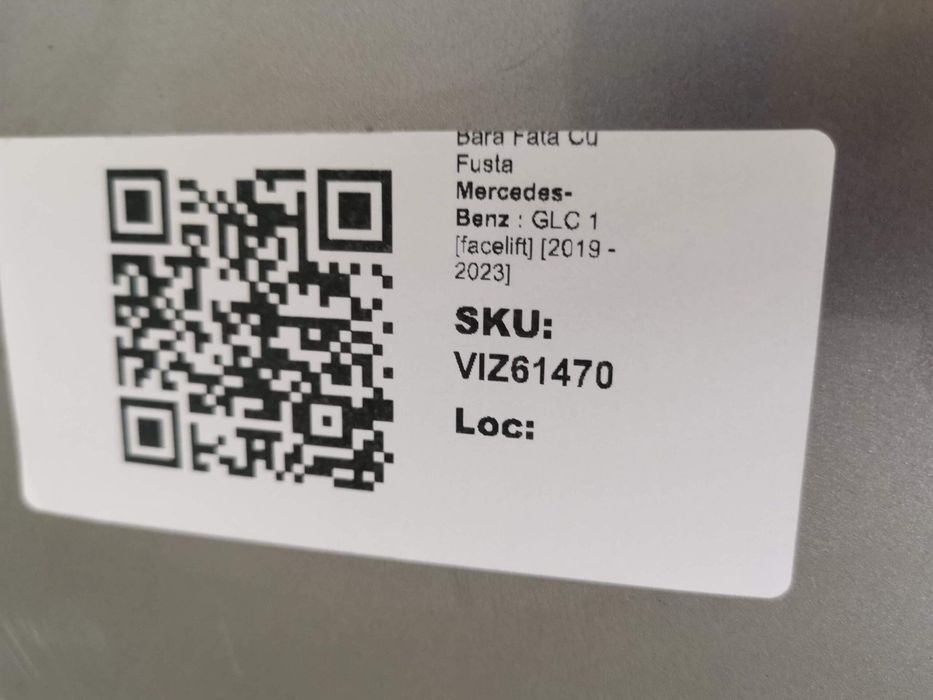 Bara Fata Cu
Fusta
Mercedes-
Benz : GLC 1
[facelift] [2019 -
2023]
SKU:
VIZ61470
Loc: